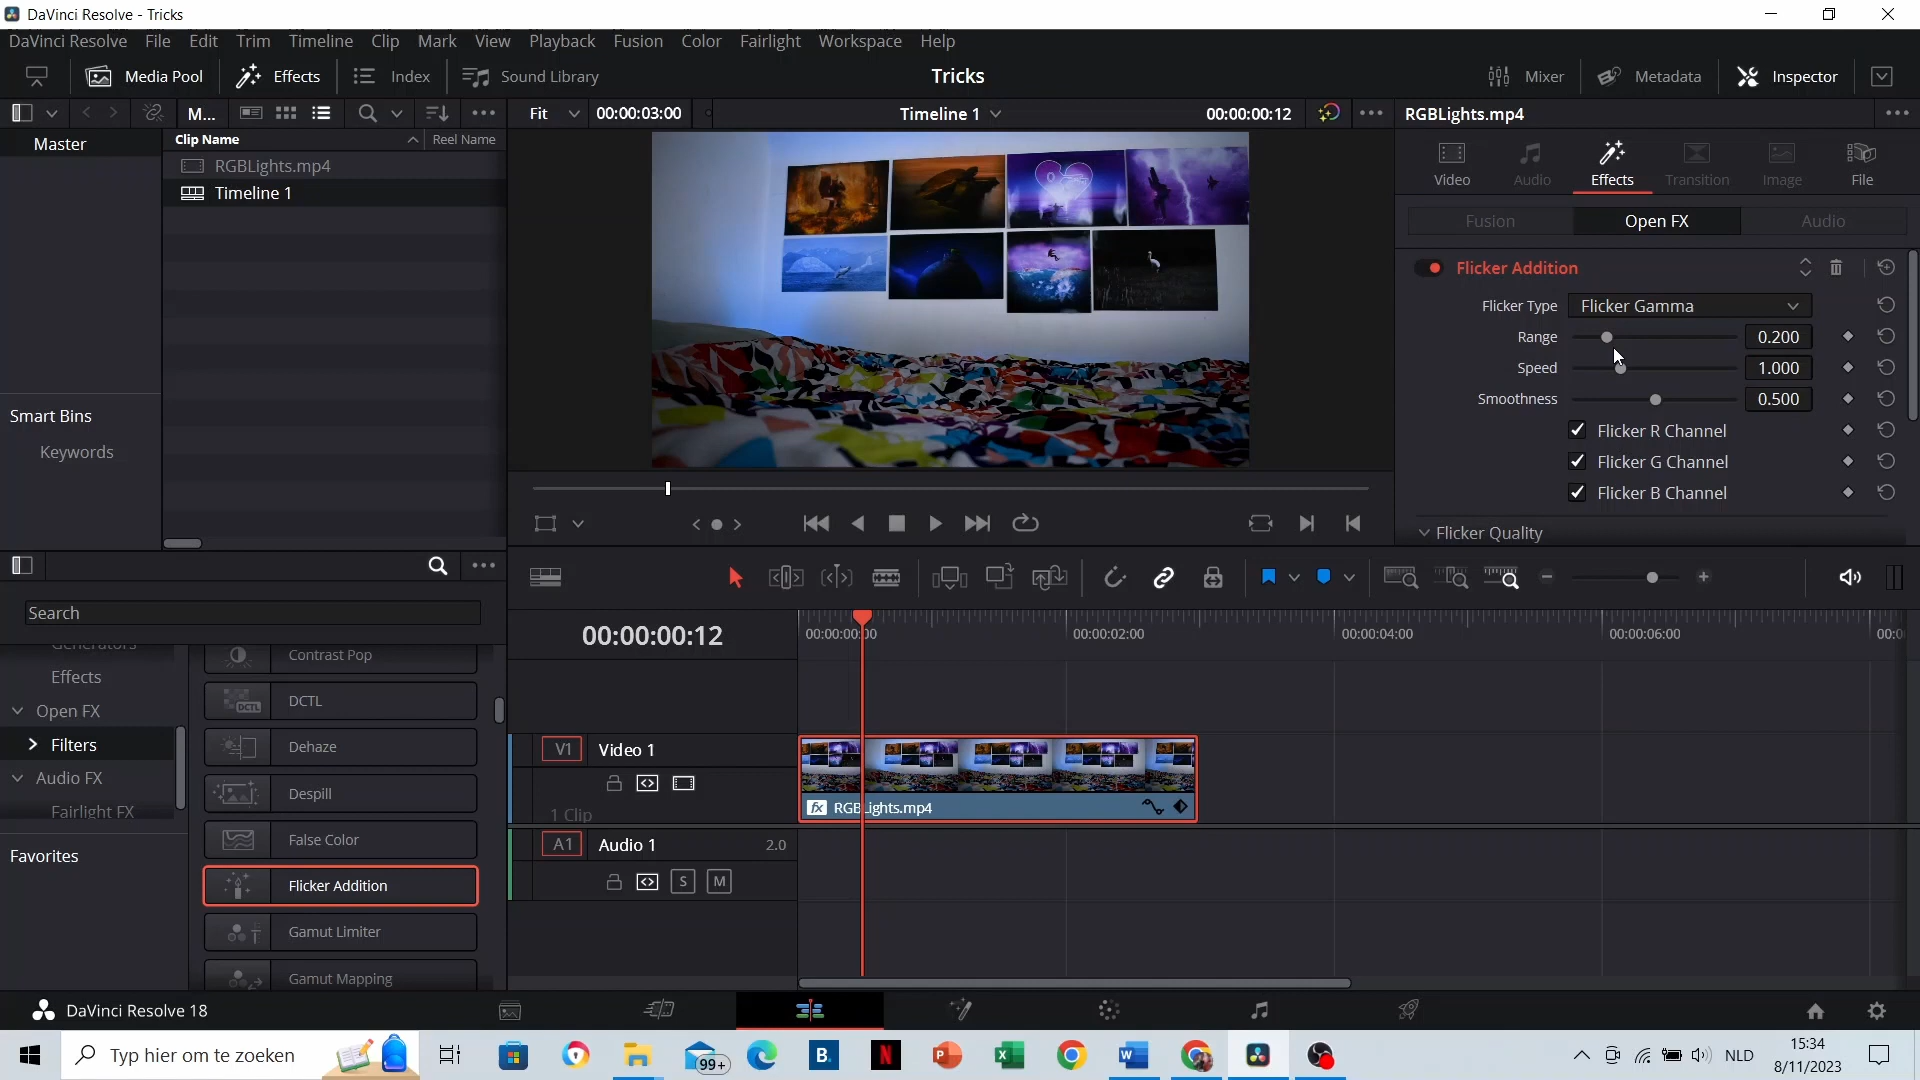 DaVinci Resolve - Tricks
DaVinci Resolve File Edit Trim Timeline Clip Mark View Playback Fusion Color Fairlight Workspace Help
Media Pool Effects Index Sound Library Tricks Mixer Metadata Inspector
M... Fit 00:00:03:00 Timeline 1 00:00:00:12 RGBLights.mp4
Master Clip Name Reel Name
RGBLights.mp4
Timeline 1
Video Audio Effects Transition Image File
Fusion Open FX Audio
Flicker Addition
Flicker Type Flicker Gamma
Range 0.200
Speed 1.000
Smoothness 0.500
Flicker R Channel
Flicker G Channel
Flicker B Channel
Flicker Quality
Smart Bins
Keywords
Search
Generators
Effects
Open FX
Filters
Audio FX
Fairlight FX
Favorites
Contrast Pop
DCTL
DCTL
Dehaze
Despill
False Color
Flicker Addition
Gamut Limiter
Gamut Mapping
00:00:00:12
00:00:00:00 00:00:02:00 00:00:04:00 00:00:06:00
V1 Video 1
1 Clip
fx RGBLights.mp4
A1 Audio 1 2.0
S M
DaVinci Resolve 18
Typ hier om te zoeken
99+ B. N P X W
NLD
15:34
8/11/2023